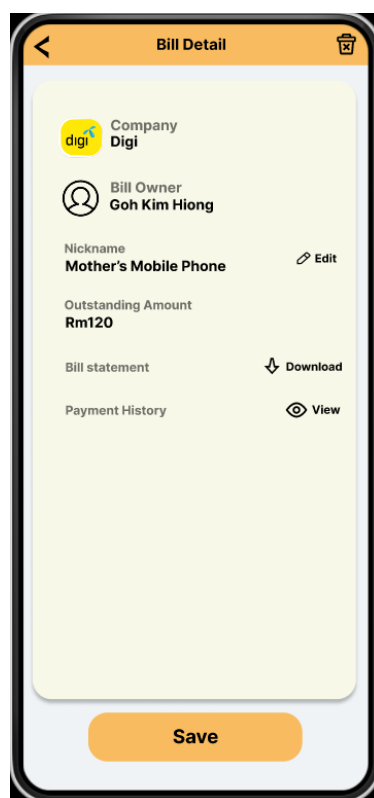 Bill Detail
Company
digi Digi
Bill Owner
Goh Kim Hiong
Nickname
Mother's Mobile Phone
Edit
Outstanding Amount
Rm120
Bill statement
Download
Payment History
View
Save